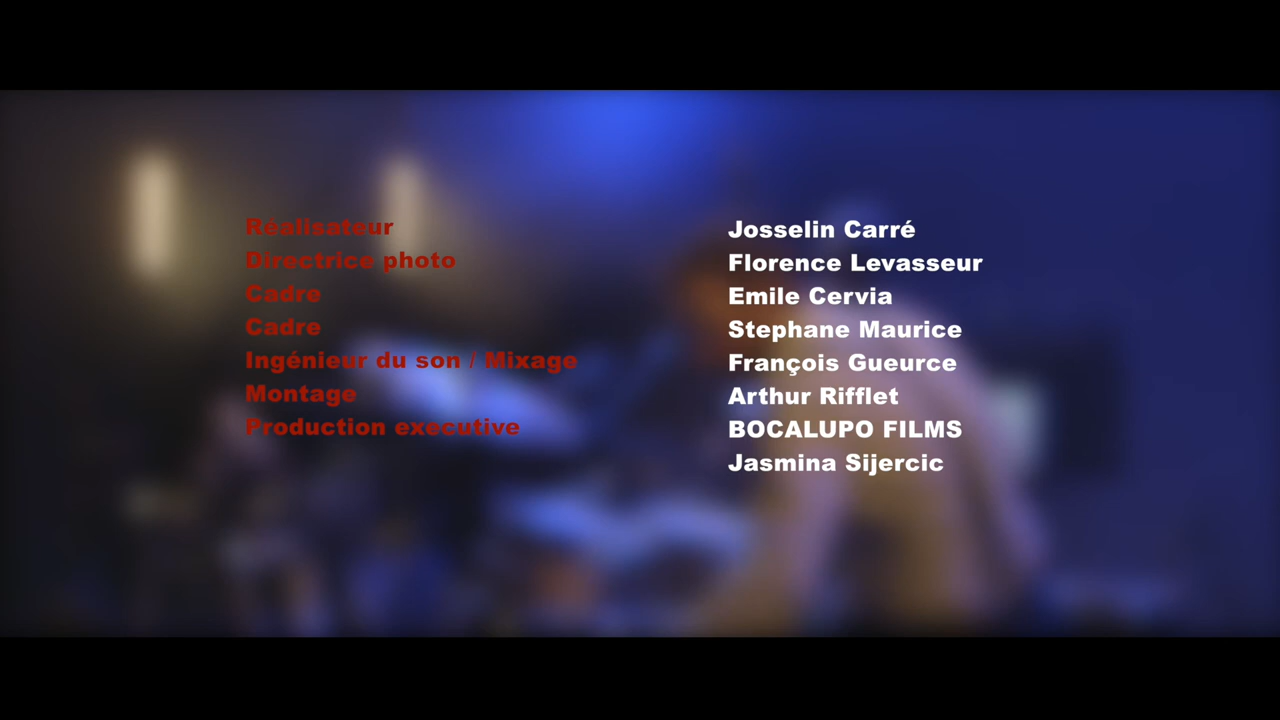 Réalisateur Josselin Carré
Directrice photo Florence Levasseur
Cadre Emile Cervia
Cadre Stephane Maurice
Ingénieur du son / Mixage François Gueurce
Montage Arthur Rifflet
Production executive BOCALUPO FILMS
Jasmina Sijercic